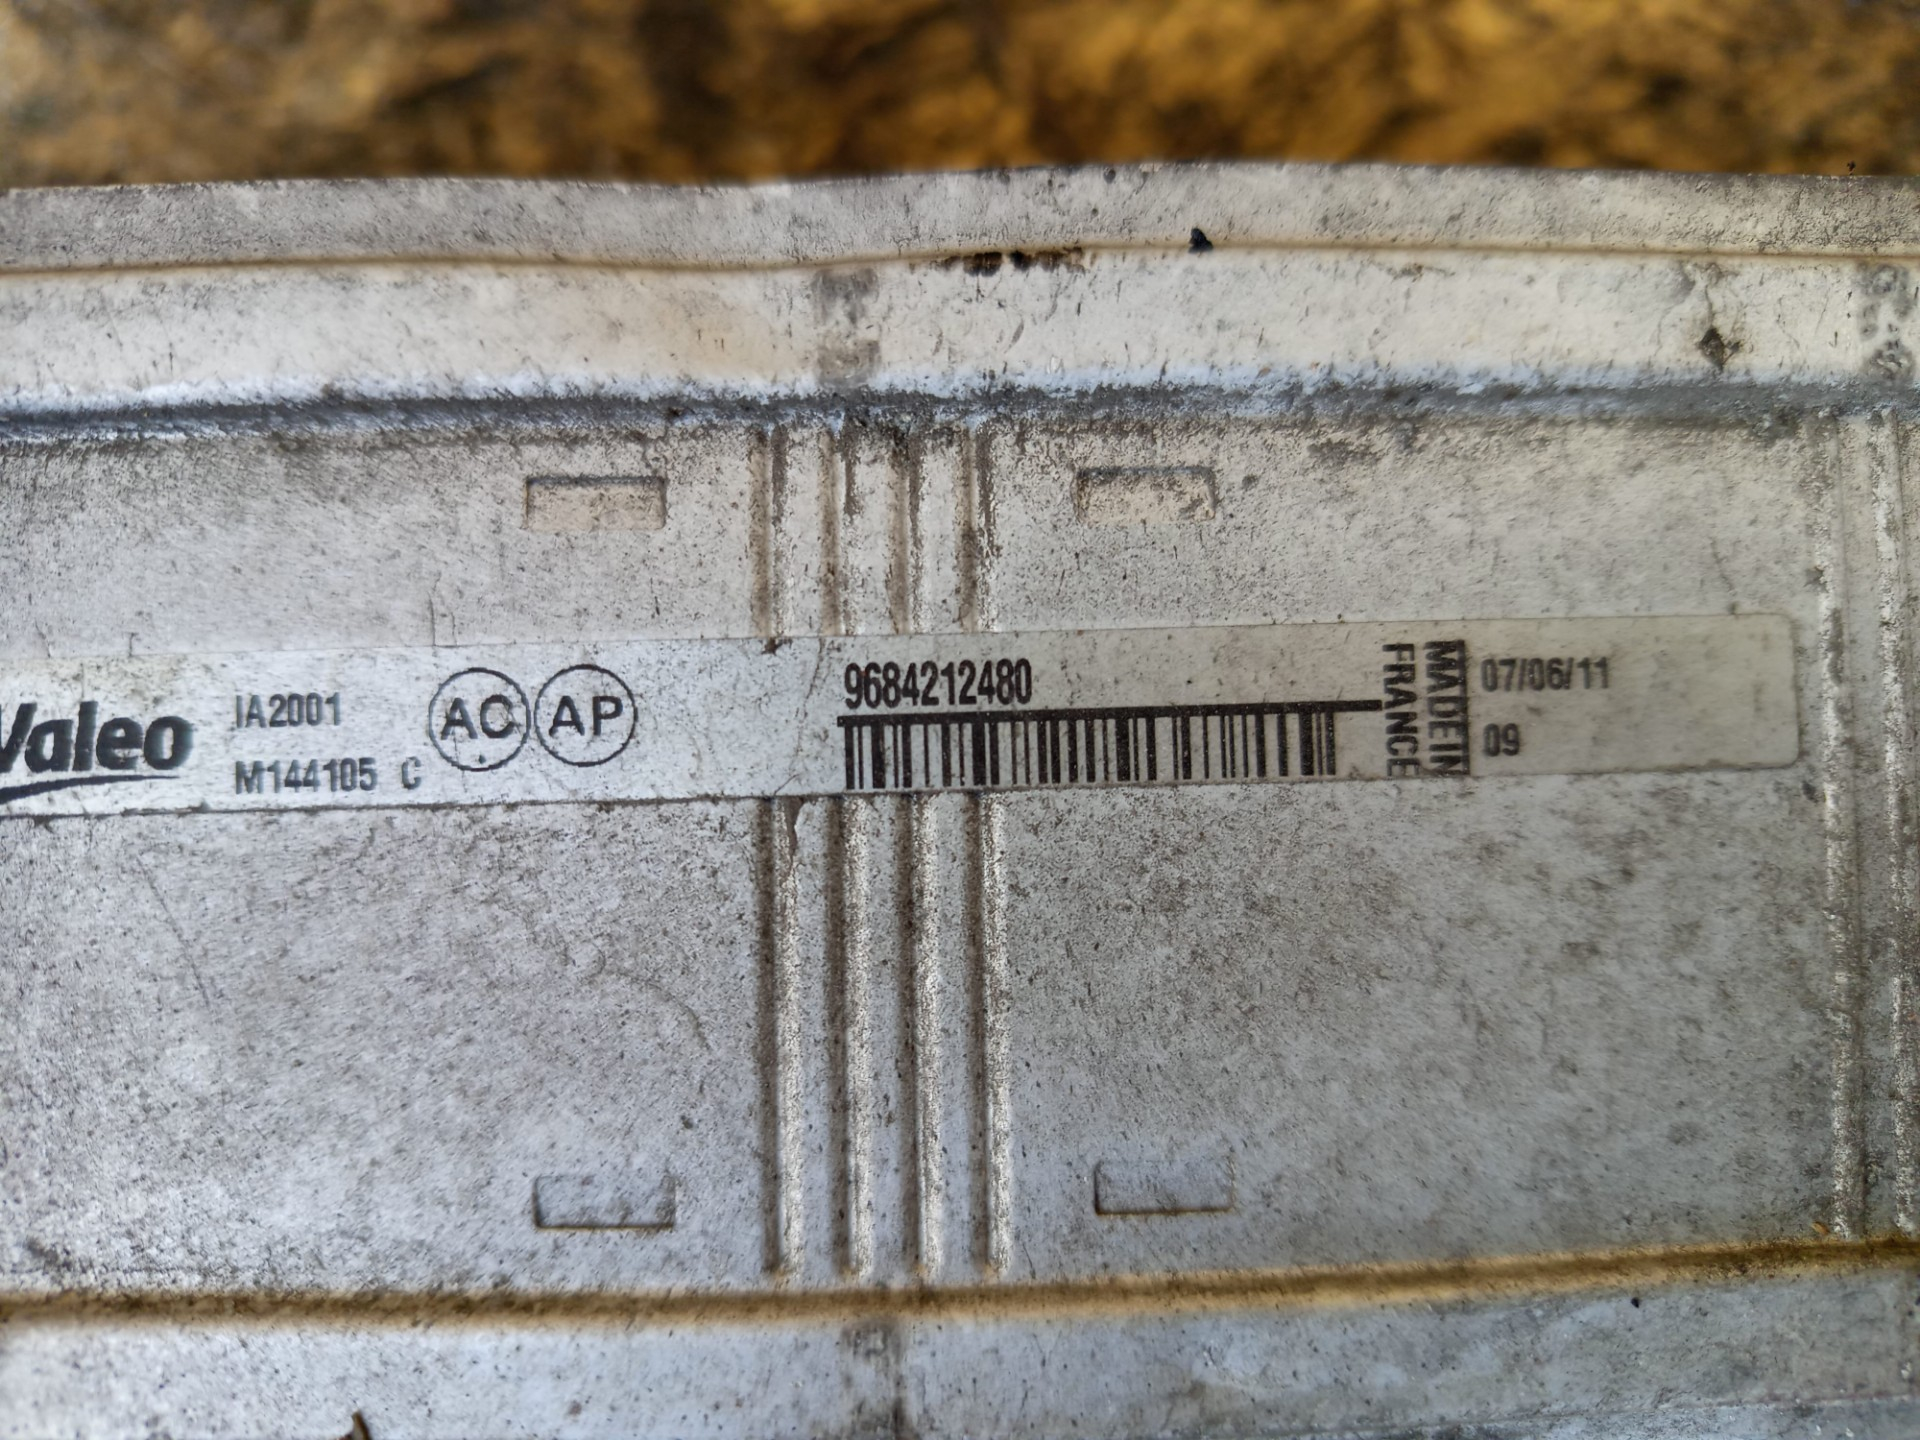 Valeo
IA2001
M144105 C
AC
AP
9684212480
MADE IN
FRANCE
07/06/11
09